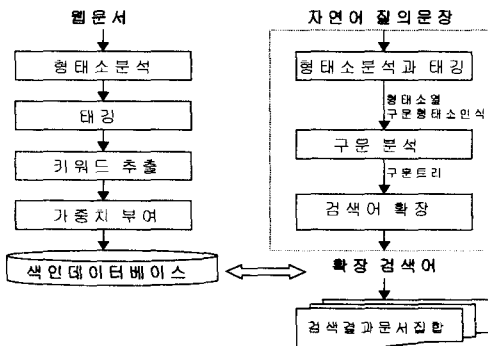 웹문서
형태소분석
태깅
키워드 추출
가중치 부여
색인데이터베이스
자연어 질의문장
형태소분석과 태깅
형태소열
구문형태소인식
구문 분석
구문트리
검색어 확장
확장 검색어
검색결과문서집합